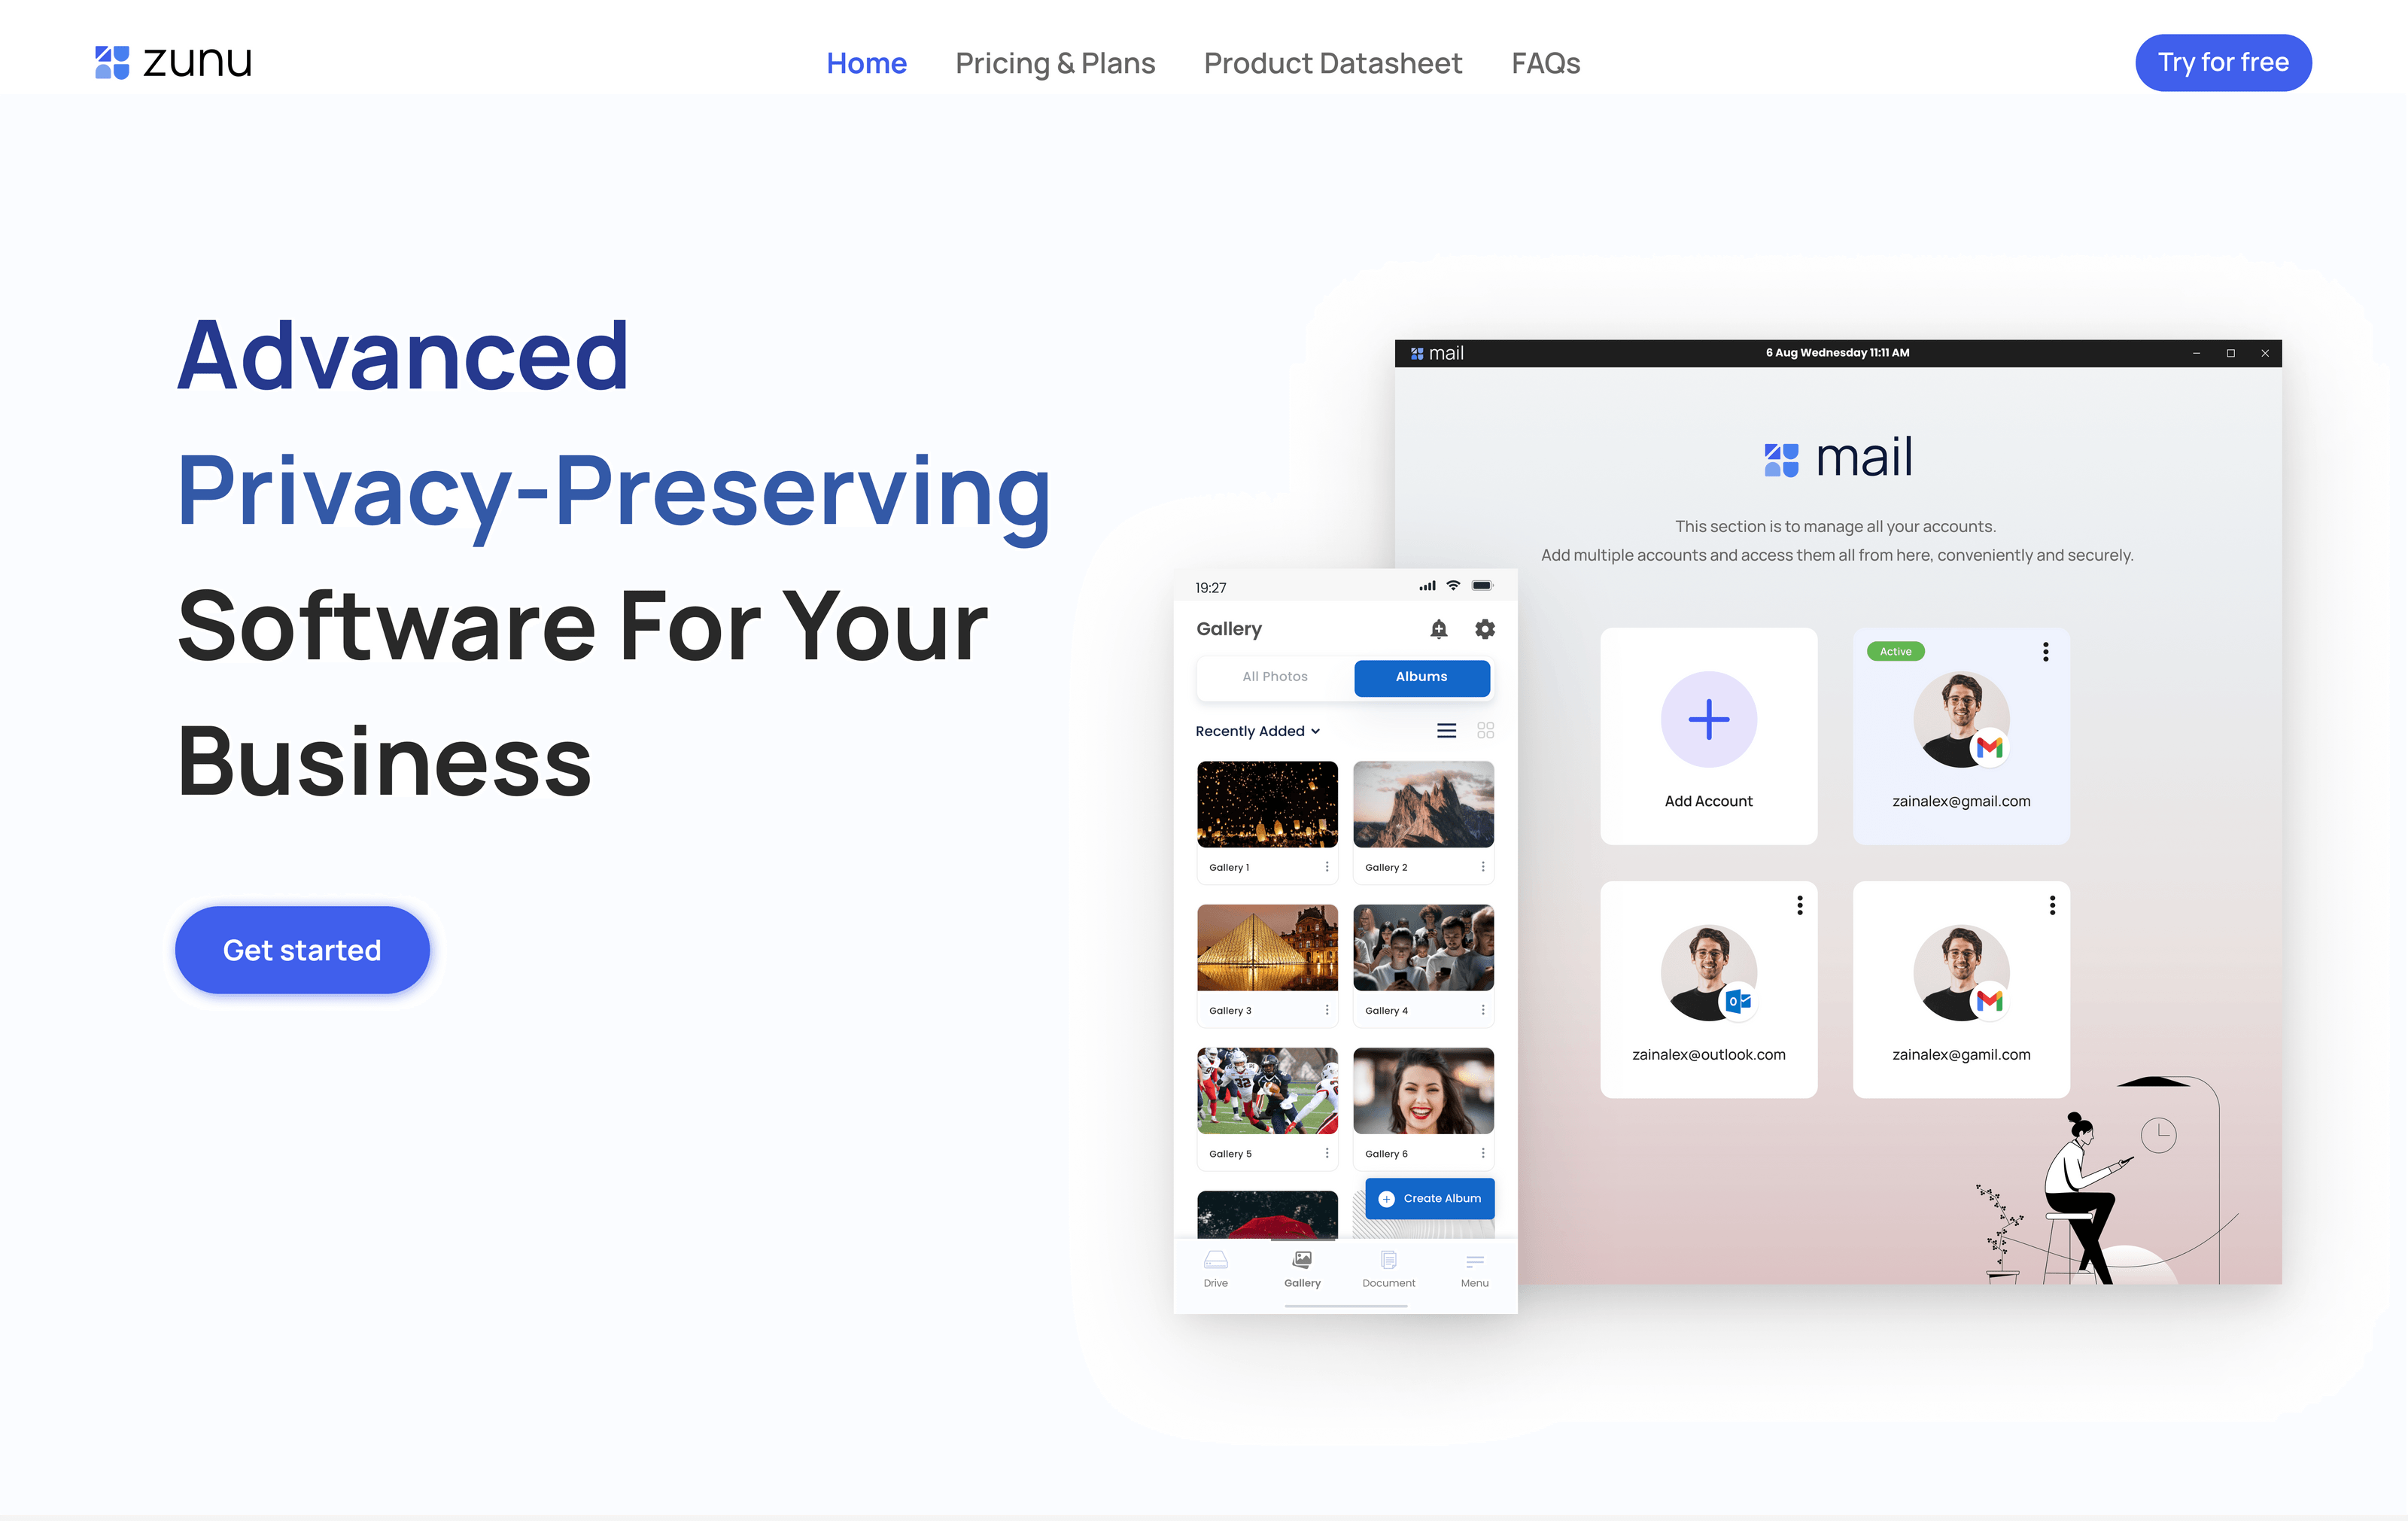 zunu
Home
Pricing & Plans
Product Datasheet
FAQs
Try for free
Advanced
Privacy-Preserving
Software For Your
Business
Get started
mail
6 Aug Wednesday 11:11 AM
mail
This section is to manage all your accounts.
Add multiple accounts and access them all from here, conveniently and securely.
Add Account
Active
zainalex@gmail.com
zainalex@outlook.com
zainalex@gamil.com
19:27
Gallery
All Photos
Albums
Recently Added
Gallery 1
Gallery 2
Gallery 3
Gallery 4
Gallery 5
Gallery 6
Create Album
Drive
Gallery
Document
Menu